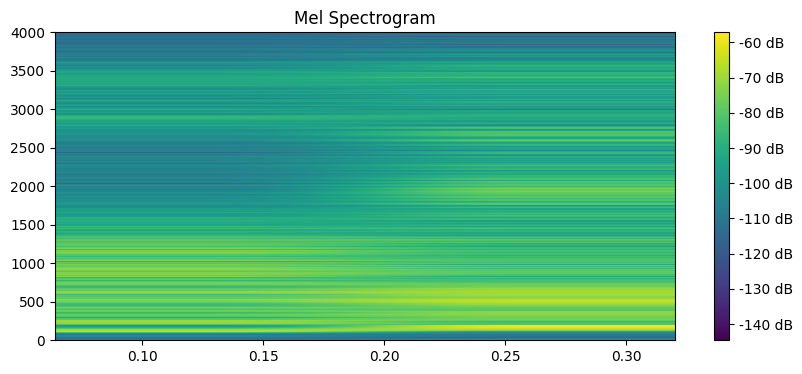 Mel Spectrogram
4000
3500
3000
2500
2000
1500
1000
500
0
0.10 0.15 0.20 0.25 0.30
-60 dB
-70 dB
-80 dB
-90 dB
-100 dB
-110 dB
-120 dB
-130 dB
-140 dB